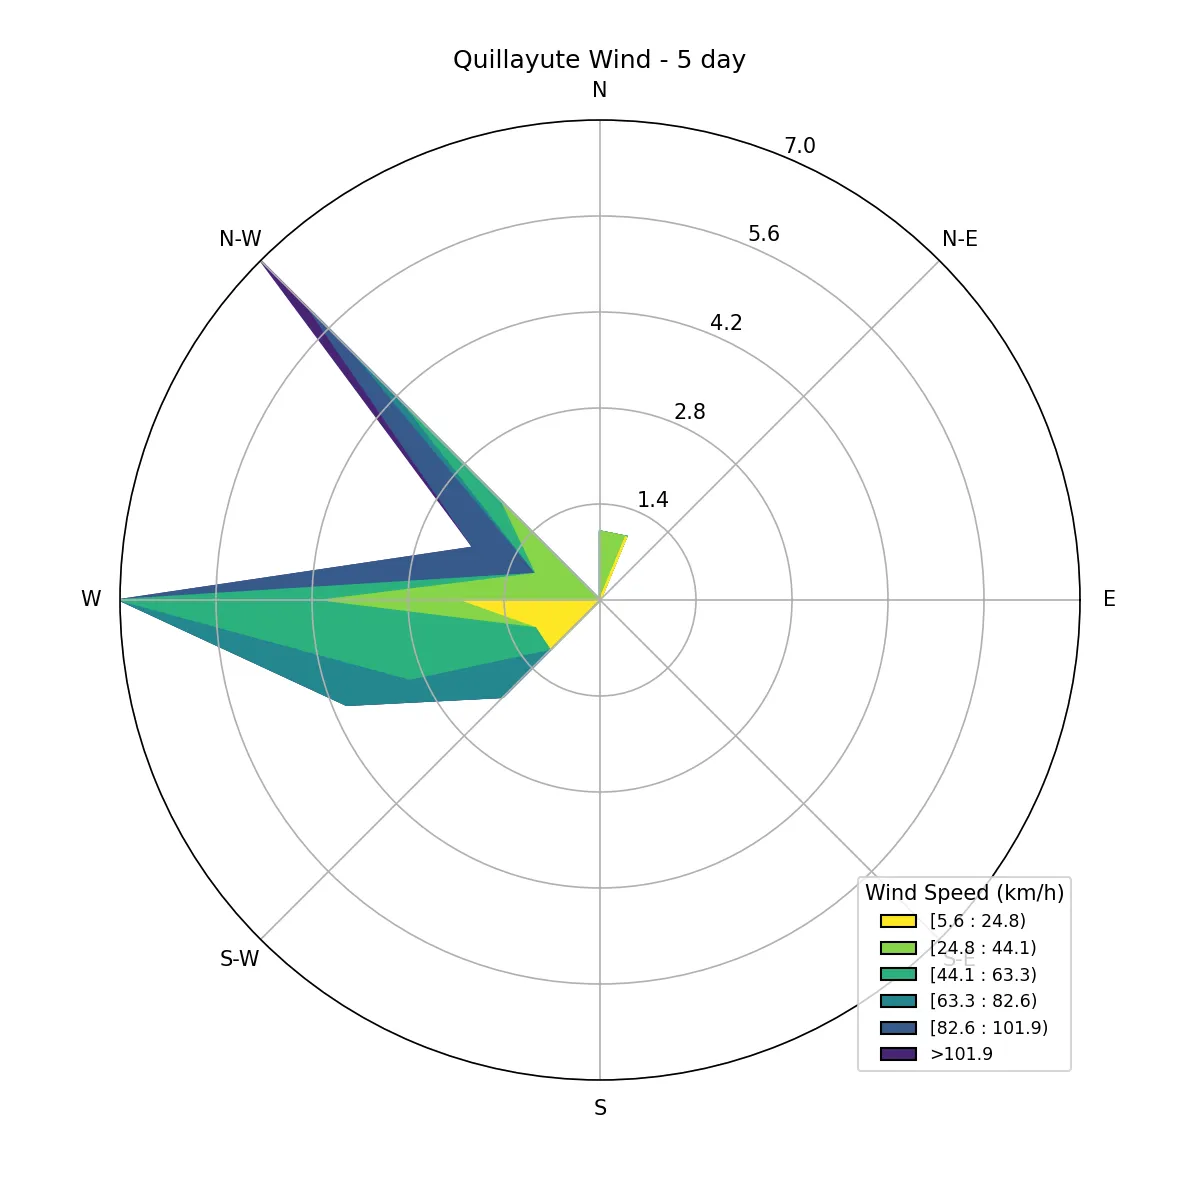 Quillayute Wind - 5 day
N
7.0
5.6
N-W
N-E
4.2
2.8
1.4
W
E
Wind Speed (km/h)
[5.6 : 24.8)
[24.8 : 44.1)
S-W
S-E
[44.1 : 63.3)
[63.3 : 82.6)
[82.6 : 101.9)
>101.9
S